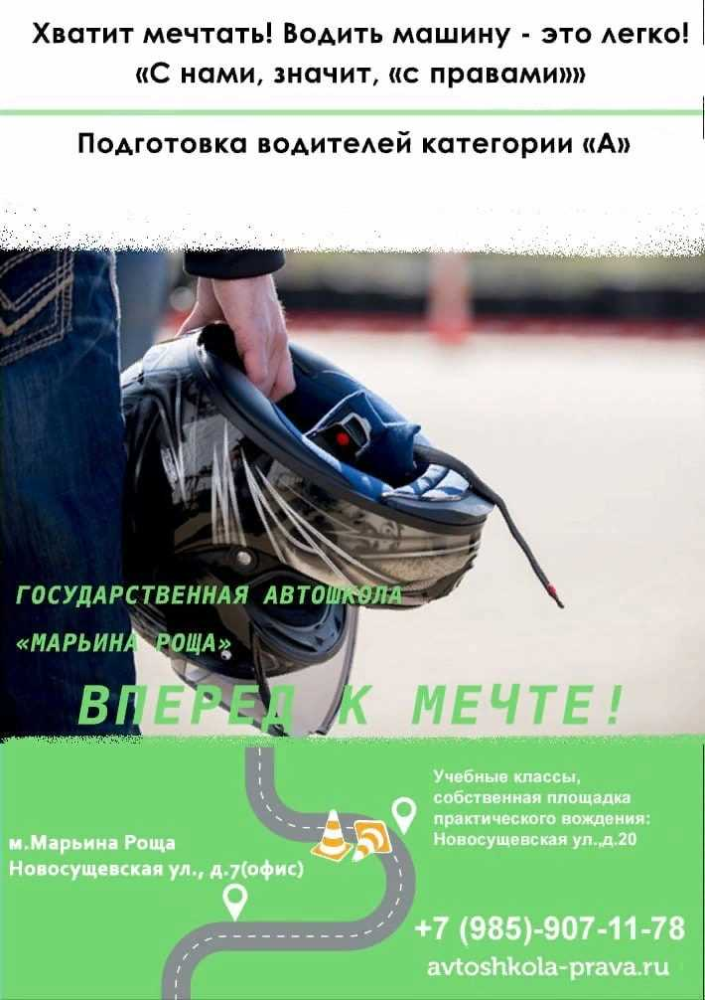 Хватит мечтать! Водить машину - это легко!
«С нами, значит, «с правами»»
Подготовка водителей категории «А»
ГОСУДАРСТВЕННАЯ АВТОШКОЛА
«МАРЬИНА РОЩА»
ВПЕРЕД К МЕЧТЕ!
Учебные классы,
собственная площадка
практического вождения:
Новосущевская ул.,д.20
м.Марьина Роща
Новосущевская ул., д.7(офис)
+7 (985)-907-11-78
avtoshkola-prava.ru